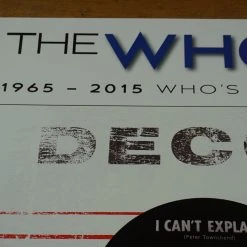 THE WHO
1965 – 2015 WHO'S
DECC
I CAN'T EXPLA
(Peter Townshend)